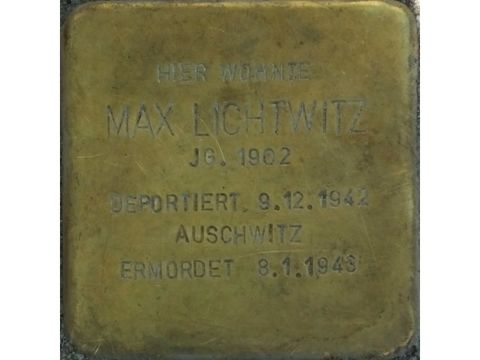 HIER WOHNTE
MAX LICHTWITZ
JG. 1902
DEPORTIERT 9.12.1942
AUSCHWITZ
ERMORDET 8.1.1943